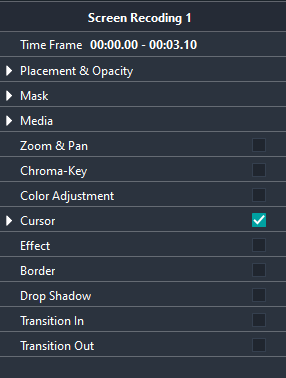 Screen Recoding 1
Time Frame 00:00.00 - 00:03.10
Placement & Opacity
Mask
Media
Zoom & Pan
Chroma-Key
Color Adjustment
Cursor
Effect
Border
Drop Shadow
Transition In
Transition Out